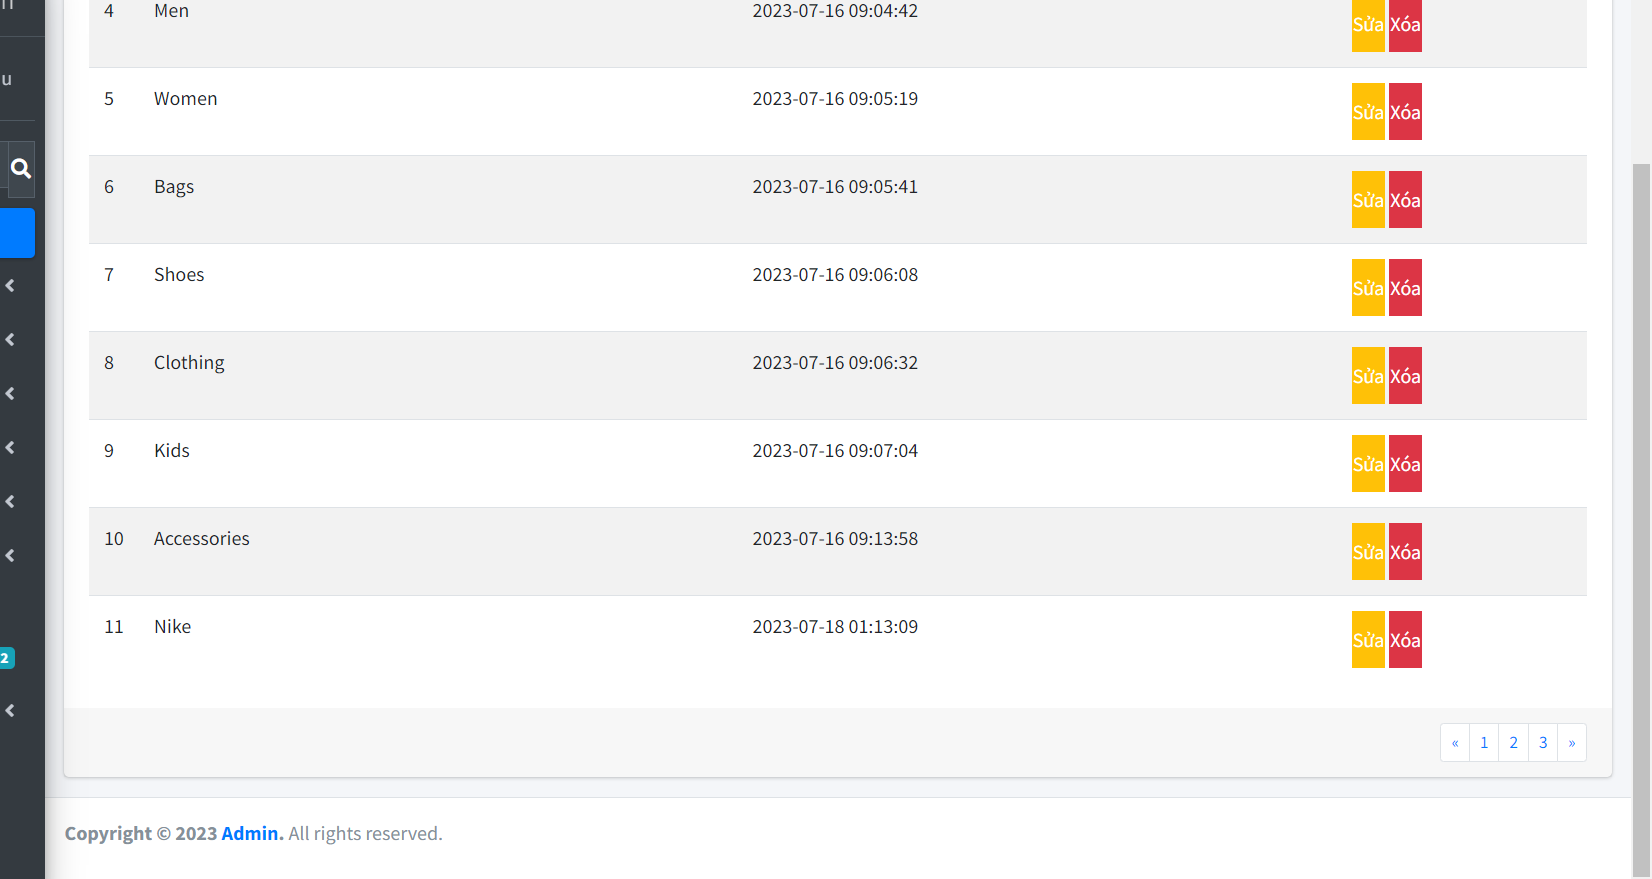 4 Men 2023-07-16 09:04:42 Sửa Xóa
u
5 Women 2023-07-16 09:05:19 Sửa Xóa
6 Bags 2023-07-16 09:05:41 Sửa Xóa
7 Shoes 2023-07-16 09:06:08 Sửa Xóa
8 Clothing 2023-07-16 09:06:32 Sửa Xóa
9 Kids 2023-07-16 09:07:04 Sửa Xóa
10 Accessories 2023-07-16 09:13:58 Sửa Xóa
11 Nike 2023-07-18 01:13:09 Sửa Xóa
2
« 1 2 3 »
Copyright © 2023 Admin. All rights reserved.